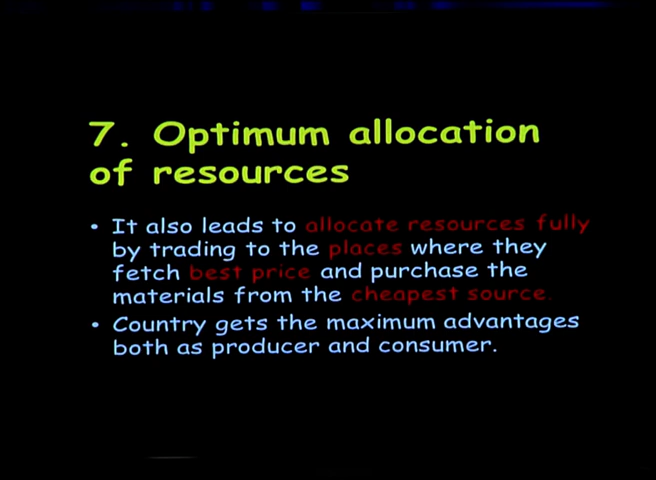 7. Optimum allocation
of resources
• It also leads to allocate resources fully
by trading to the places where they
fetch best price and purchase the
materials from the cheapest source.
• Country gets the maximum advantages
both as producer and consumer.